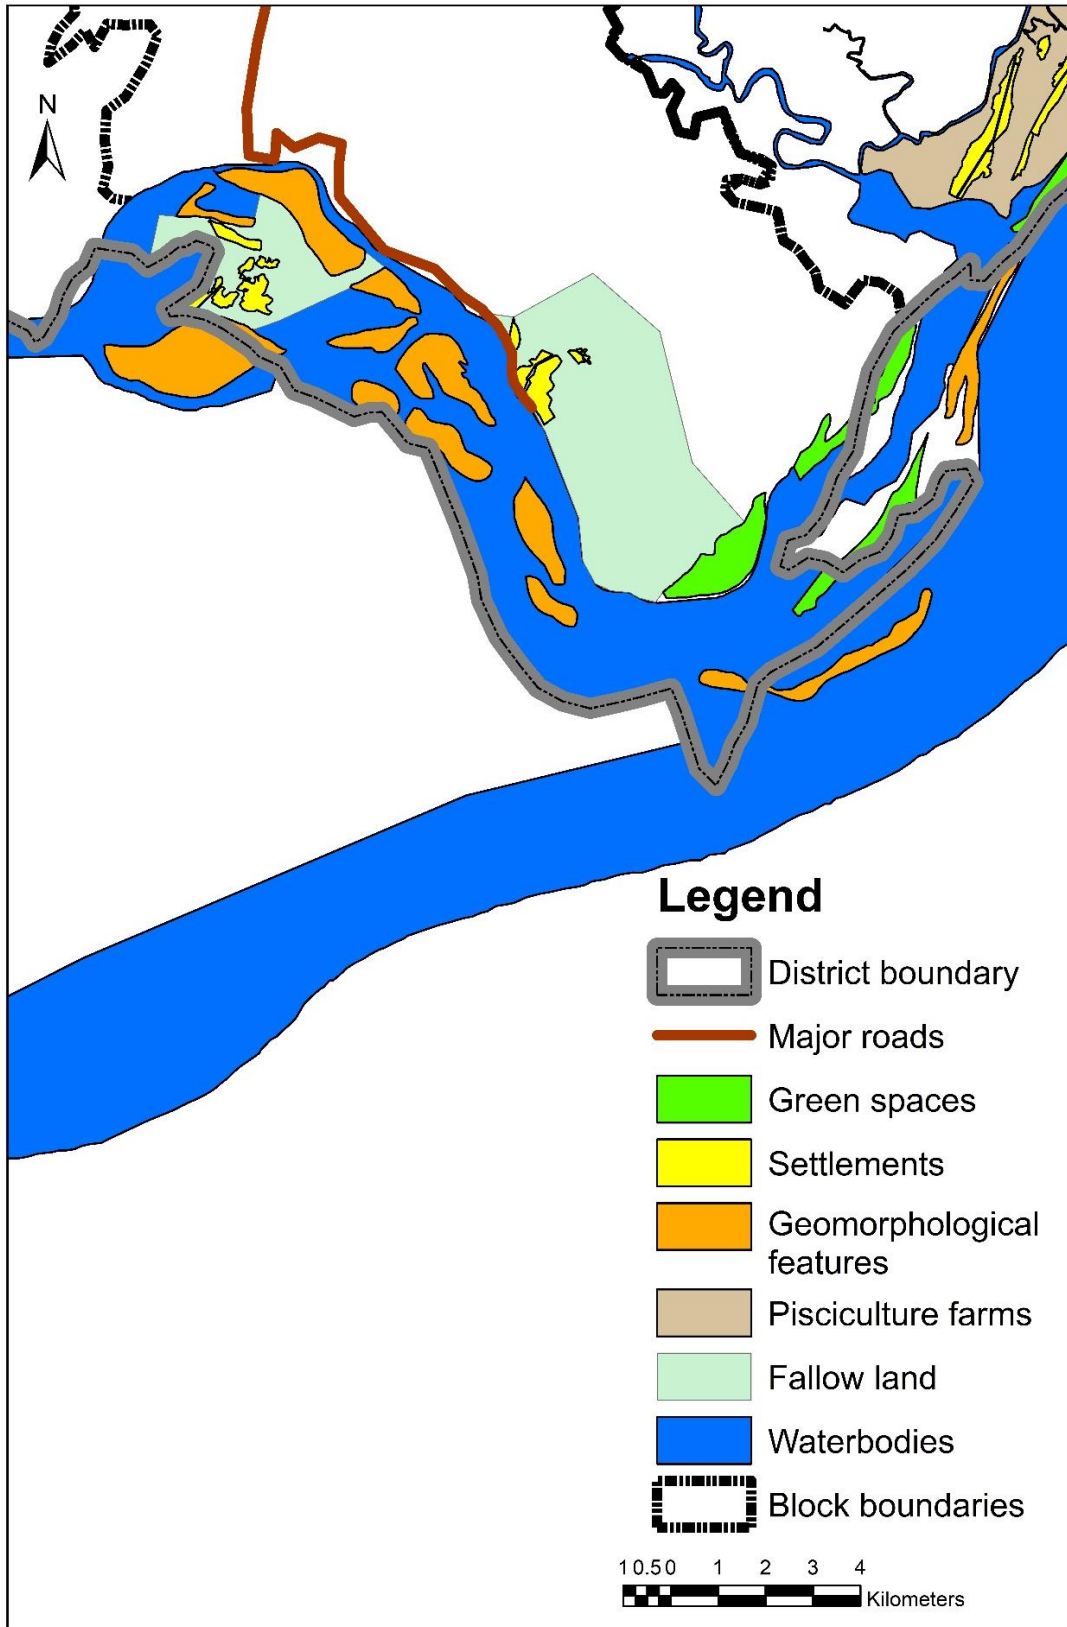 N
Legend
District boundary
Major roads
Green spaces
Settlements
Geomorphological
features
Pisciculture farms
Fallow land
Waterbodies
Block boundaries
1 0.5 0 1 2 3 4
Kilometers